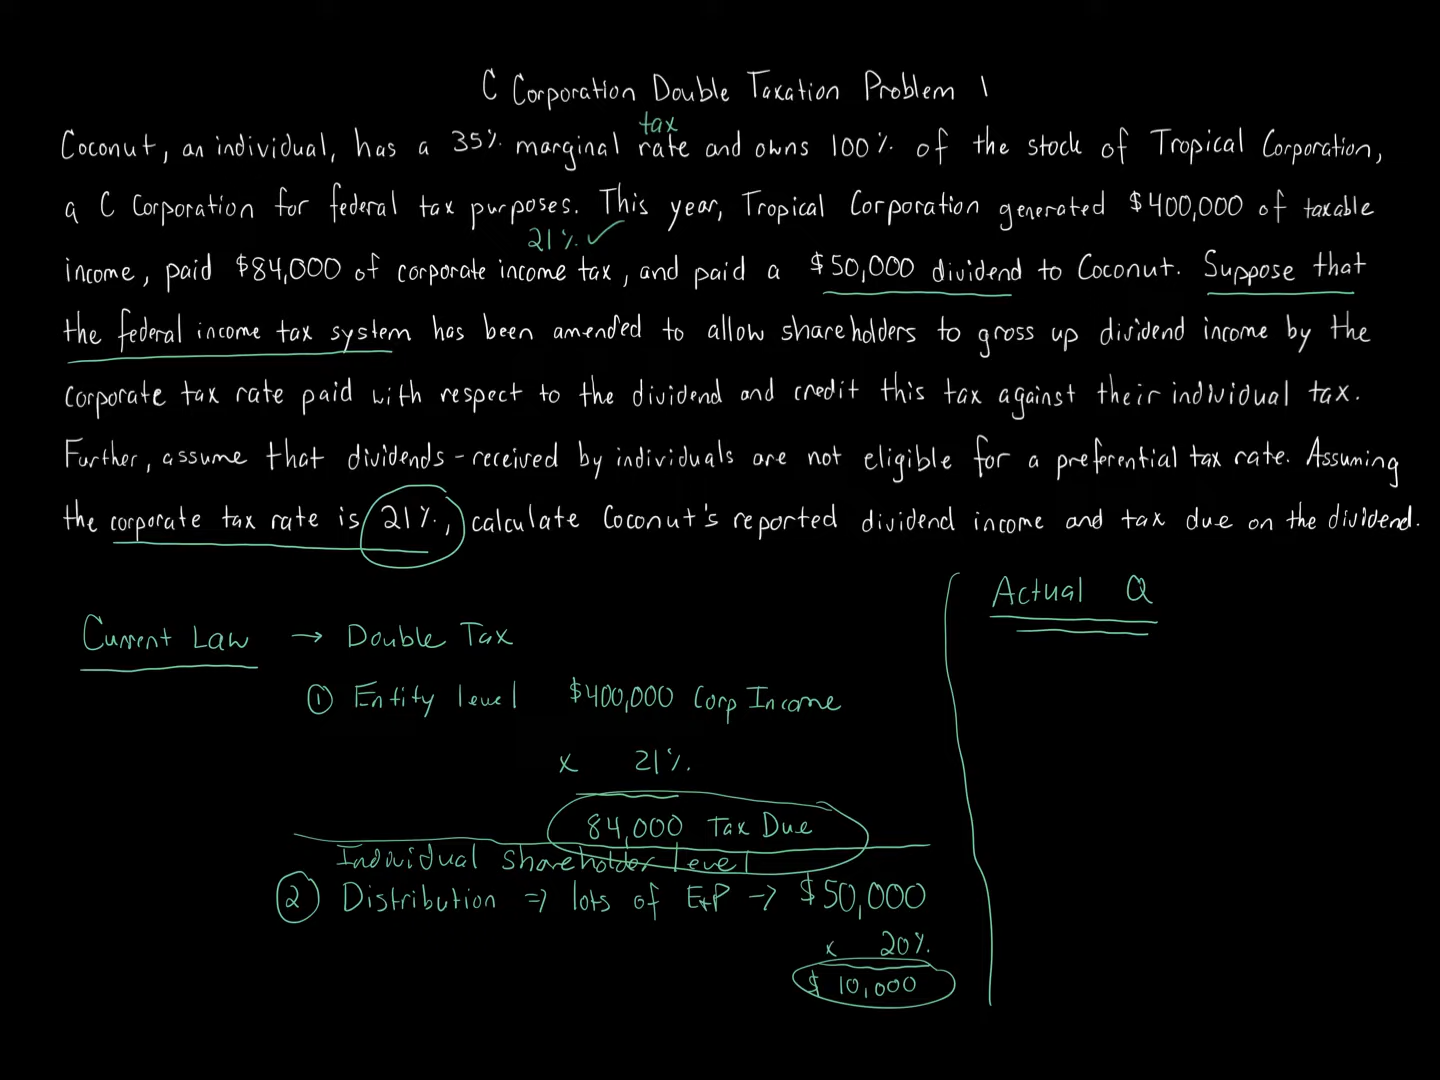 C Corporation Double Taxation Problem 1
tax
Coconut, an individual, has a 35% marginal rate and owns 100% of the stock of Tropical Corporation,
a C Corporation for federal tax purposes. This year, Tropical Corporation generated $400,000 of taxable
21% ✓
income, paid $84,000 of corporate income tax, and paid a $50,000 dividend to Coconut. Suppose that
the federal income tax system has been amended to allow shareholders to gross up dividend income by the
corporate tax rate paid with respect to the dividend and credit this tax against their individual tax.
Further, assume that dividends-received by individuals are not eligible for a preferential tax rate. Assuming
the corporate tax rate is 21%, calculate Coconut's reported dividend income and tax due on the dividend.
Current Law → Double Tax
① Entity level $400,000 Corp Income
x 21%
84,000 Tax Due
Individual Shareholder level
② Distribution => lots of E+P → $50,000
x 20%
$ 10,000
Actual Q